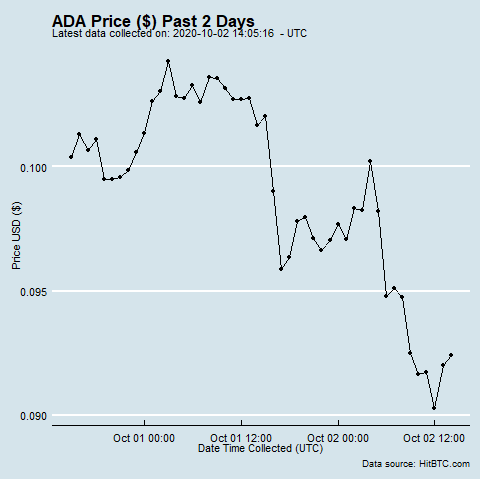 ADA Price ($) Past 2 Days
Latest data collected on: 2020-10-02 14:05:16  - UTC
Price USD ($)
0.100
0.095
0.090
Oct 01 00:00 Oct 01 12:00 Oct 02 00:00 Oct 02 12:00
Date Time Collected (UTC)
Data source: HitBTC.com